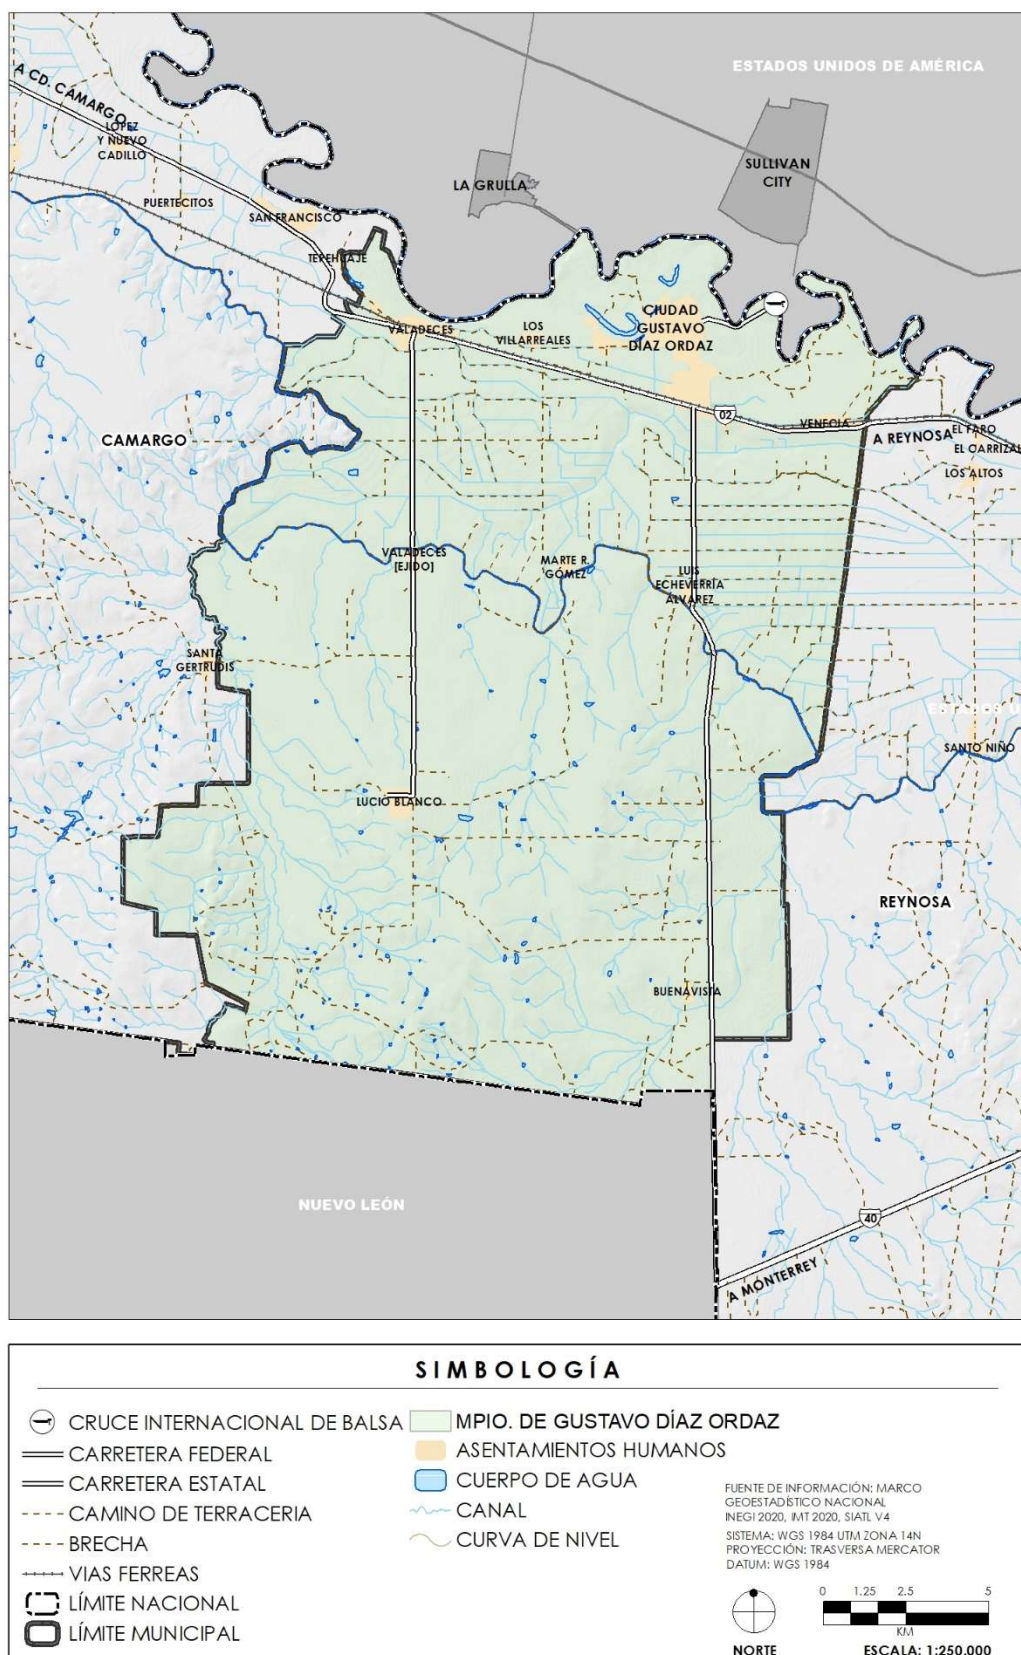 ESTADOS UNIDOS DE AMÉRICA
A CD. CAMARGO
LÓPEZ
Y NUEVO
CADILLO
SULLIVAN
CITY
LA GRULLA
PUERTECITOS
SAN FRANCISCO
TEPEHUAJE
CIUDAD
GUSTAVO
DÍAZ ORDAZ
VALADECES
LOS
VILLARREALES
02
VENECIA
A REYNOSA
EL FARO
EL CARRIZAL
LOS ALTOS
CAMARGO
VALADECES
[EJIDO]
MARTE R.
GÓMEZ
LUIS
ECHEVERRÍA
ÁLVAREZ
SANTA
GERTRUDIS
ESTADOS U
SANTO NIÑO
LUCIO BLANCO
REYNOSA
BUENAVISTA
NUEVO LEÓN
40
A MONTERREY
SIMBOLOGÍA
CRUCE INTERNACIONAL DE BALSA
CARRETERA FEDERAL
CARRETERA ESTATAL
CAMINO DE TERRACERIA
BRECHA
VIAS FERREAS
LÍMITE NACIONAL
LÍMITE MUNICIPAL
MPIO. DE GUSTAVO DÍAZ ORDAZ
ASENTAMIENTOS HUMANOS
CUERPO DE AGUA
CANAL
CURVA DE NIVEL
FUENTE DE INFORMACIÓN: MARCO
GEOESTADÍSTICO NACIONAL
INEGI 2020, IMT 2020, SIATL V4
SISTEMA: WGS 1984 UTM ZONA 14N
PROYECCIÓN: TRASVERSA MERCATOR
DATUM: WGS 1984
0 1.25 2.5 5
KM
NORTE
ESCALA: 1:250,000